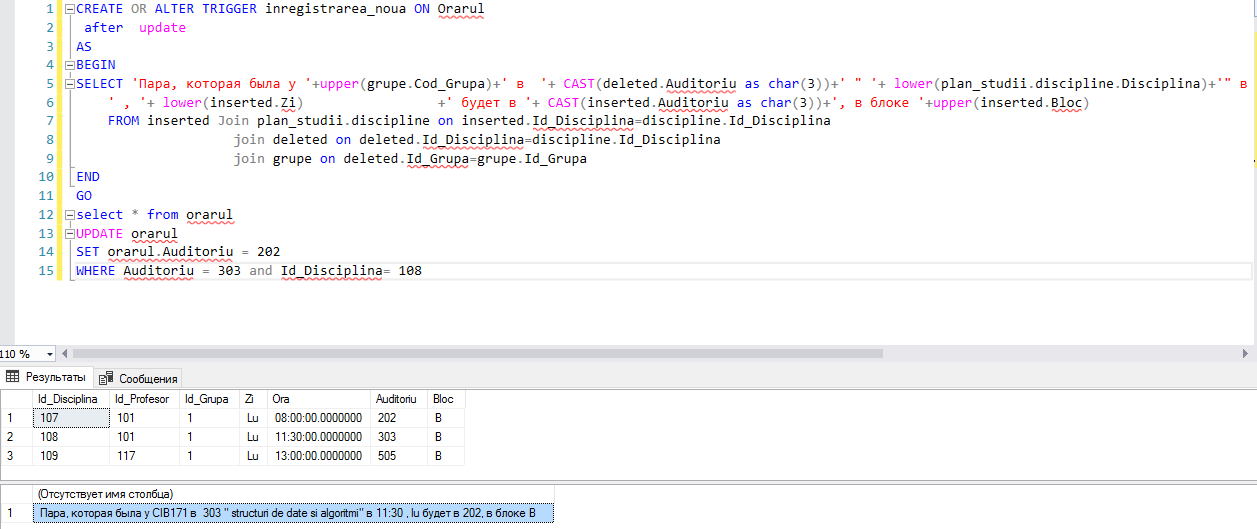 1 CREATE OR ALTER TRIGGER inregistrarea_noua ON Orarul
2 after update
3 AS
4 BEGIN
5 SELECT 'Пара, которая была у '+upper(grupe.Cod_Grupa)+' в '+ CAST(deleted.Auditoriu as char(3))+' " '+ lower(plan_studii.discipline.Disciplina)+'" в
6 ' , '+ lower(inserted.Zi) +' будет в '+ CAST(inserted.Auditoriu as char(3))+', в блоке '+upper(inserted.Bloc)
7 FROM inserted Join plan_studii.discipline on inserted.Id_Disciplina=discipline.Id_Disciplina
8 join deleted on deleted.Id_Disciplina=discipline.Id_Disciplina
9 join grupe on deleted.Id_Grupa=grupe.Id_Grupa
10 END
11 GO
12 select * from orarul
13 UPDATE orarul
14 SET orarul.Auditoriu = 202
15 WHERE Auditoriu = 303 and Id_Disciplina= 108
110 %
Результаты Сообщения
Id_Disciplina Id_Profesor Id_Grupa Zi Ora Auditoriu Bloc
1 107 101 1 Lu 08:00:00.0000000 202 B
2 108 101 1 Lu 11:30:00.0000000 303 B
3 109 117 1 Lu 13:00:00.0000000 505 B
(Отсутствует имя столбца)
1 Пара, которая была у CIB171 в 303 " structuri de date si algoritmi" в 11:30 , lu будет в 202, в блоке B